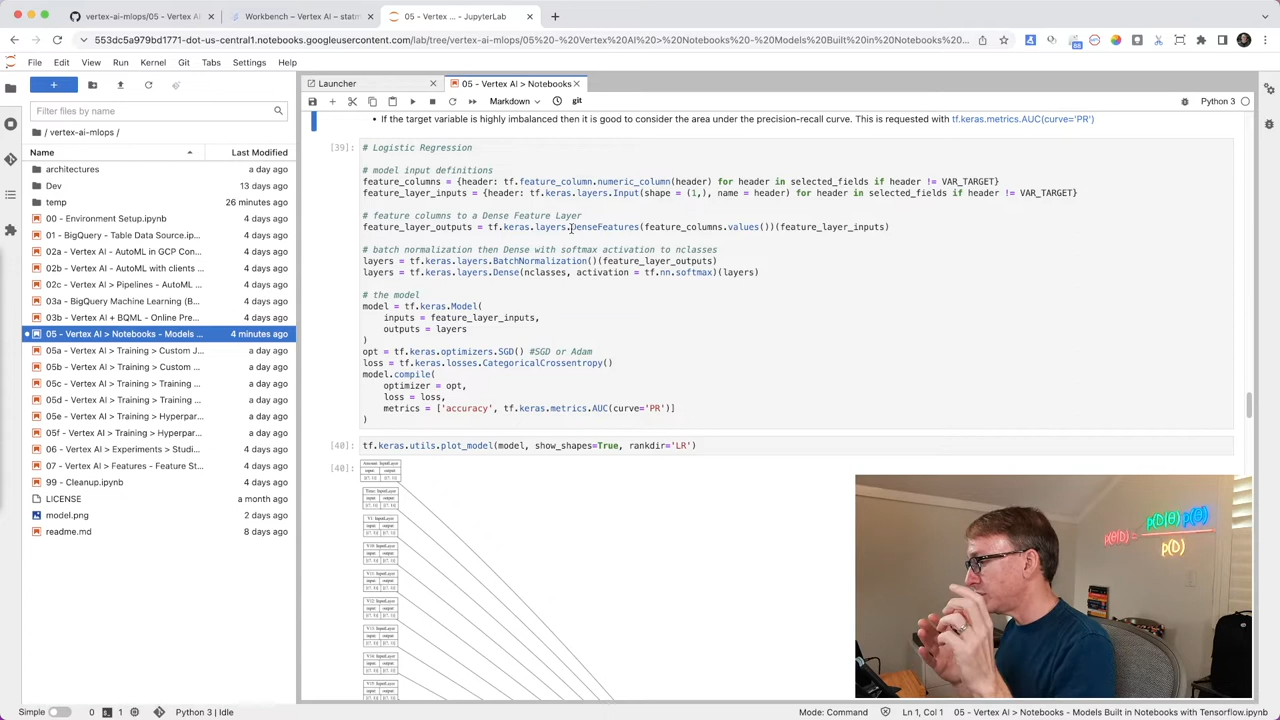 vertex-ai-mlops/05 - Vertex AI
Workbench – Vertex AI – statm
05 - Vertex ... - JupyterLab
553dc5a979bd1771-dot-us-central1.notebooks.googleusercontent.com/lab/tree/vertex-ai-mlops/05%20-%20Vertex%20AI%20>%20Notebooks%20-%20Models%20Built%20in%20Notebooks%20...
File Edit View Run Kernel Git Tabs Settings Help
Launcher
05 - Vertex AI > Notebooks
Markdown
git
Python 3
Filter files by name
/ vertex-ai-mlops /
Name Last Modified
architectures a day ago
Dev 13 days ago
temp 26 minutes ago
00 - Environment Setup.ipynb 4 days ago
01 - BigQuery - Table Data Source.ip... 4 days ago
02a - Vertex AI - AutoML in GCP Con... 4 days ago
02b - Vertex AI - AutoML with clients ... 4 days ago
02c - Vertex AI > Pipelines - AutoML ... 4 days ago
03a - BigQuery Machine Learning (B... 4 days ago
03b - Vertex AI + BQML - Online Pre... 4 days ago
05 - Vertex AI > Notebooks - Models ... 4 minutes ago
05a - Vertex AI > Training > Custom J... a day ago
05b - Vertex AI > Training > Custom ... a day ago
05c - Vertex AI > Training > Training ... a day ago
05d - Vertex AI > Training > Training ... a day ago
05e - Vertex AI > Training > Hyperpar... a day ago
05f - Vertex AI > Training > Hyperpar... a day ago
06 - Vertex AI > Experiments > Studi... a day ago
07 - Vertex AI > Features - Feature St... a day ago
99 - Cleanup.ipynb 4 days ago
LICENSE a month ago
model.png 2 days ago
readme.md 8 days ago
• If the target variable is highly imbalanced then it is good to consider the area under the precision-recall curve. This is requested with tf.keras.metrics.AUC(curve='PR')
[39]: # Logistic Regression
# model input definitions
feature_columns = {header: tf.feature_column.numeric_column(header) for header in selected_fields if header != VAR_TARGET}
feature_layer_inputs = {header: tf.keras.layers.Input(shape = (1,), name = header) for header in selected_fields if header != VAR_TARGET}
# feature columns to a Dense Feature Layer
feature_layer_outputs = tf.keras.layers.DenseFeatures(feature_columns.values())(feature_layer_inputs)
# batch normalization then Dense with softmax activation to nclasses
layers = tf.keras.layers.BatchNormalization()(feature_layer_outputs)
layers = tf.keras.layers.Dense(nclasses, activation = tf.nn.softmax)(layers)
# the model
model = tf.keras.Model(
inputs = feature_layer_inputs,
outputs = layers
)
opt = tf.keras.optimizers.SGD() #SGD or Adam
loss = tf.keras.losses.CategoricalCrossentropy()
model.compile(
optimizer = opt,
loss = loss,
metrics = ['accuracy', tf.keras.metrics.AUC(curve='PR')]
)
[40]: tf.keras.utils.plot_model(model, show_shapes=True, rankdir='LR')
[40]:
Simple 0 1 Python 3 | Idle
Mode: Command Ln 1, Col 1 05 - Vertex AI > Notebooks - Models Built in Notebooks with Tensorflow.ipynb